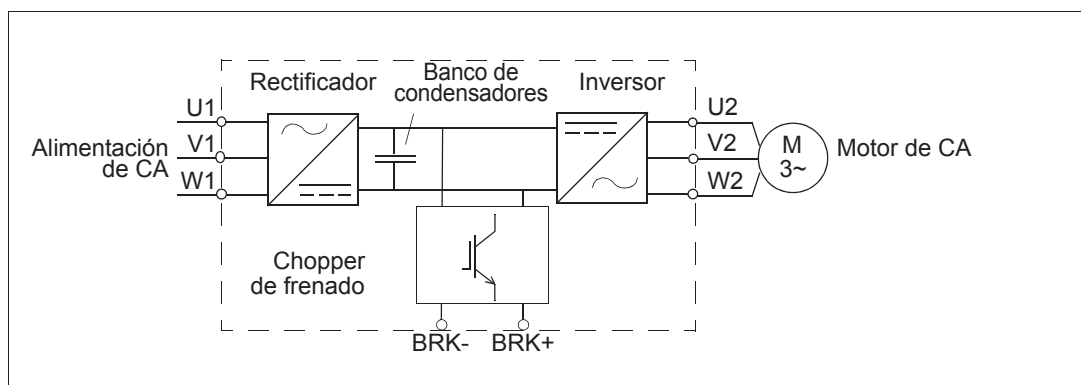 Rectificador
Banco de
condensadores
Inversor
U1
V1
W1
Alimentación
de CA
U2
V2
W2
M
3~
Motor de CA
Chopper
de frenado
BRK-
BRK+